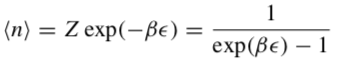 ⟨n⟩ = Z exp(−βϵ) = 1 / (exp(βϵ) − 1)